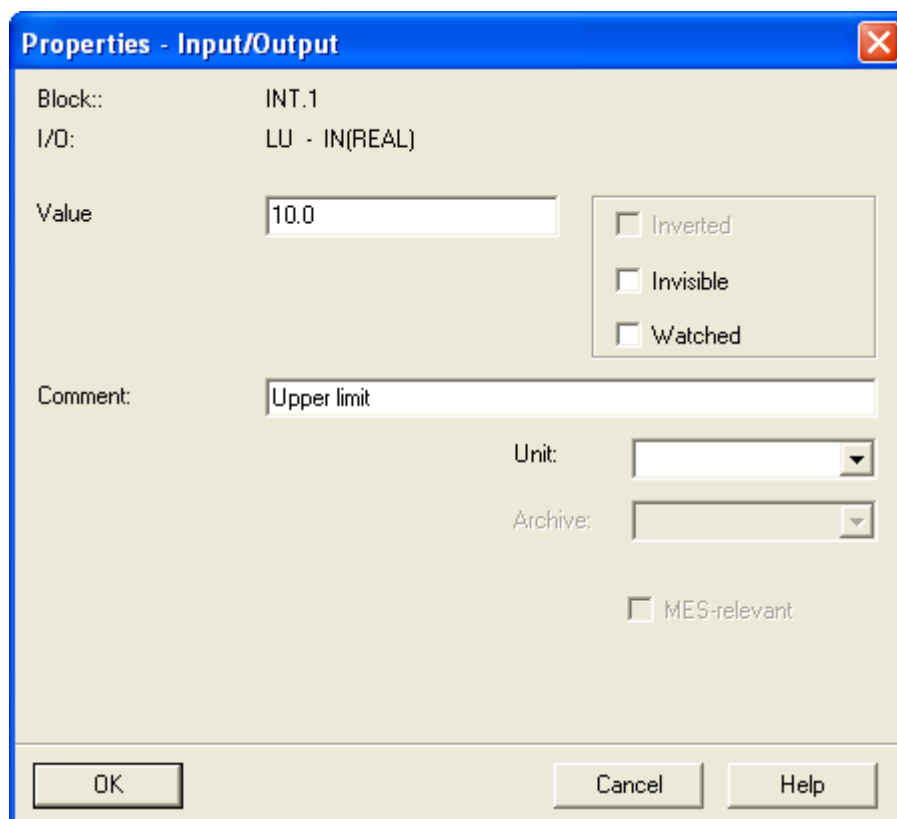 Properties - Input/Output
Block:: INT.1
I/O: LU - IN(REAL)
Value 10.0
Inverted
Invisible
Watched
Comment: Upper limit
Unit:
Archive:
MES-relevant
OK Cancel Help